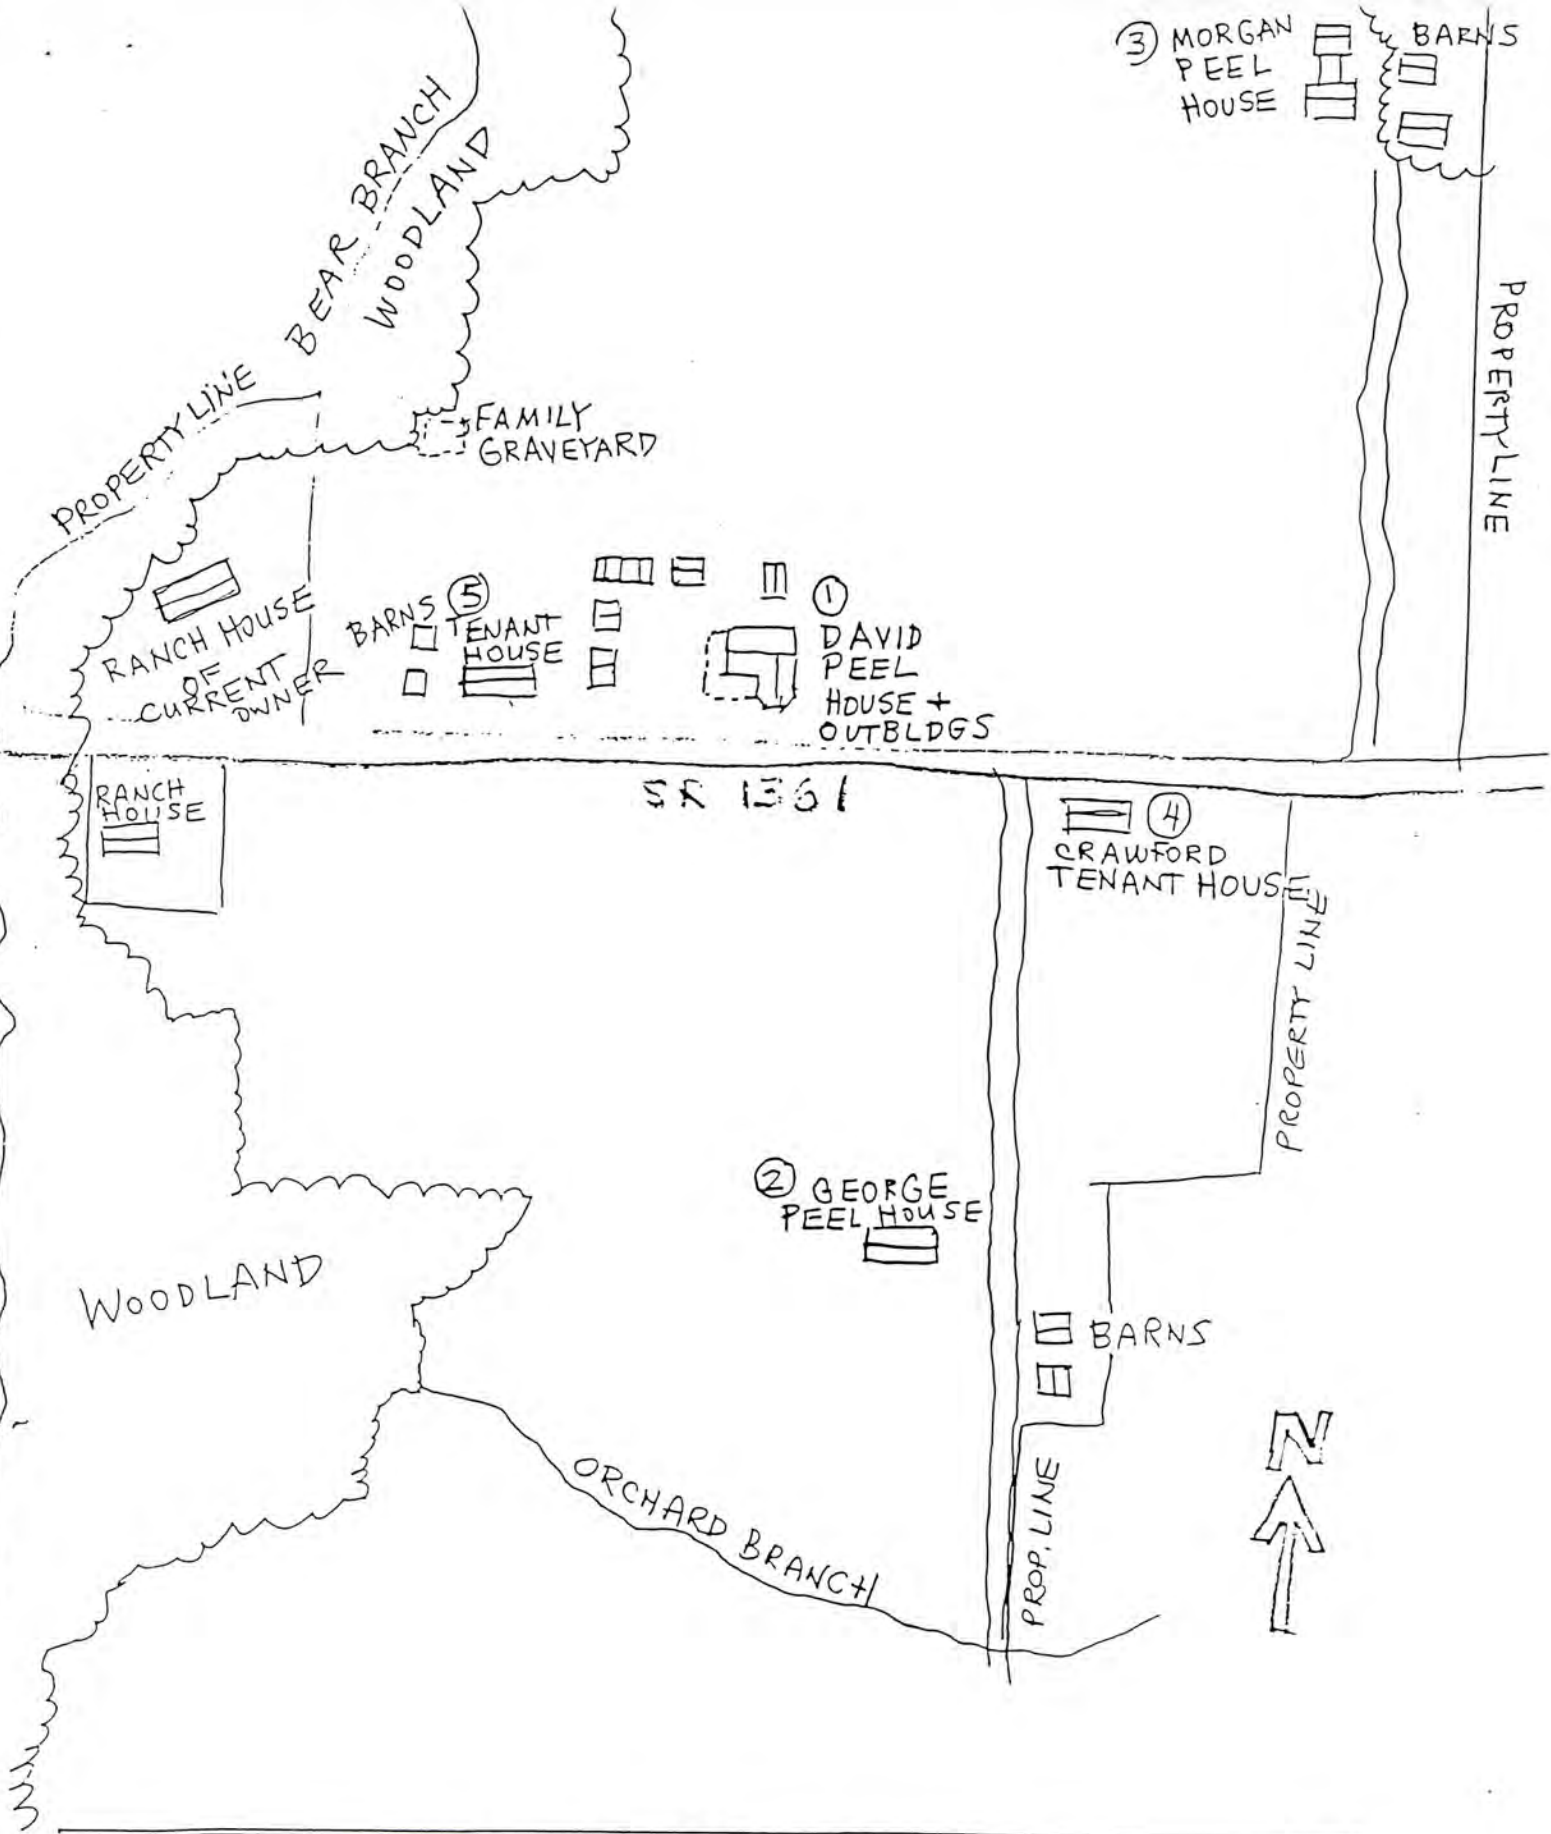 ③ MORGAN
PEEL
HOUSE
BARNS
BEAR BRANCH
WOODLAND
PROPERTY LINE
PROPERTY LINE
FAMILY
GRAVEYARD
RANCH HOUSE
OF
CURRENT
OWNER
BARNS
⑤
TENANT
HOUSE
①
DAVID
PEEL
HOUSE +
OUTBLDGS
SR
RANCH
HOUSE
④
CRAWFORD
TENANT HOUSE
PROPERTY LINE
② GEORGE
PEEL HOUSE
WOODLAND
BARNS
ORCHARD BRANCH
PROP. LINE
N